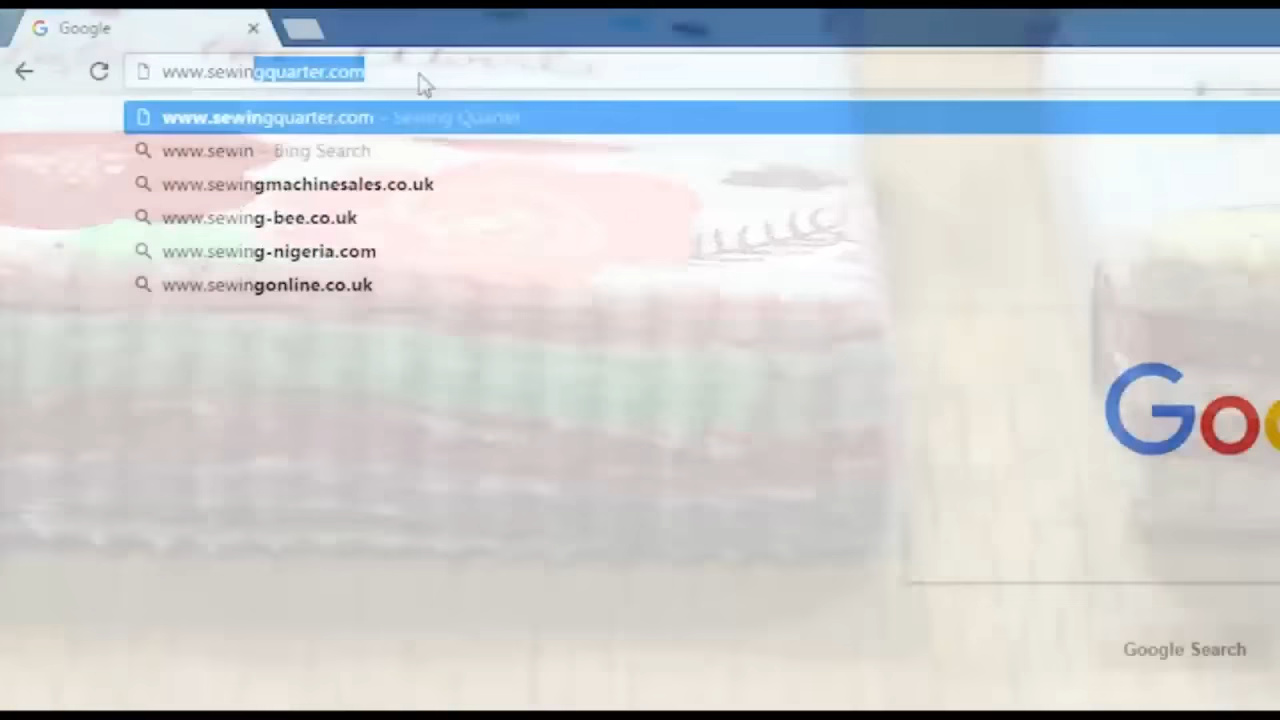 Google
www.sewingquarter.com
www.sewingquarter.com - Sewing Quarter
www.sewin - Bing Search
www.sewingmachinesales.co.uk
www.sewing-bee.co.uk
www.sewing-nigeria.com
www.sewingonline.co.uk
Goo
Google Search